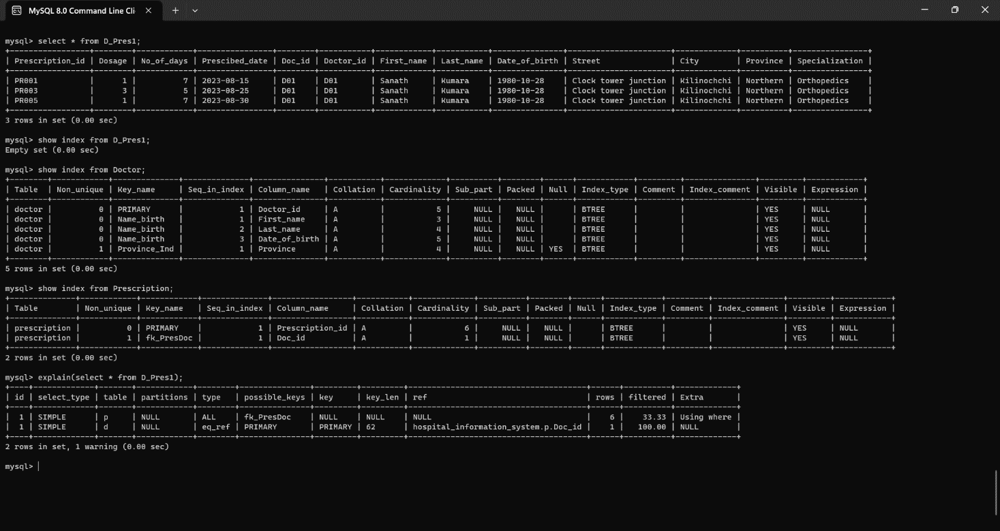 MySQL 8.0 Command Line Cli
mysql> select * from D_Pres1;
| Prescription_id | Dosage | No_of_days | Prescibed_date | Doc_id | Doctor_id | First_name | Last_name | Date_of_birth | Street | City | Province | Specialization |
| PR001 | 1 | 7 | 2023-08-15 | D01 | D01 | Sanath | Kumara | 1980-10-28 | Clock tower junction | Kilinochchi | Northern | Orthopedics |
| PR003 | 3 | 5 | 2023-08-25 | D01 | D01 | Sanath | Kumara | 1980-10-28 | Clock tower junction | Kilinochchi | Northern | Orthopedics |
| PR005 | 1 | 7 | 2023-08-30 | D01 | D01 | Sanath | Kumara | 1980-10-28 | Clock tower junction | Kilinochchi | Northern | Orthopedics |
3 rows in set (0.00 sec)
mysql> show index from D_Pres1;
Empty set (0.00 sec)
mysql> show index from Doctor;
| Table | Non_unique | Key_name | Seq_in_index | Column_name | Collation | Cardinality | Sub_part | Packed | Null | Index_type | Comment | Index_comment | Visible | Expression |
| doctor | 0 | PRIMARY | 1 | Doctor_id | A | 5 | NULL | NULL | | BTREE | | | YES | NULL |
| doctor | 0 | Name_birth | 1 | First_name | A | 3 | NULL | NULL | | BTREE | | | YES | NULL |
| doctor | 0 | Name_birth | 2 | Last_name | A | 4 | NULL | NULL | | BTREE | | | YES | NULL |
| doctor | 0 | Name_birth | 3 | Date_of_birth | A | 5 | NULL | NULL | | BTREE | | | YES | NULL |
| doctor | 1 | Province_Ind | 1 | Province | A | 4 | NULL | NULL | YES | BTREE | | | YES | NULL |
5 rows in set (0.00 sec)
mysql> show index from Prescription;
| Table | Non_unique | Key_name | Seq_in_index | Column_name | Collation | Cardinality | Sub_part | Packed | Null | Index_type | Comment | Index_comment | Visible | Expression |
| prescription | 0 | PRIMARY | 1 | Prescription_id | A | 6 | NULL | NULL | | BTREE | | | YES | NULL |
| prescription | 1 | fk_PresDoc | 1 | Doc_id | A | 1 | NULL | NULL | | BTREE | | | YES | NULL |
2 rows in set (0.00 sec)
mysql> explain(select * from D_Pres1);
| id | select_type | table | partitions | type | possible_keys | key | key_len | ref | rows | filtered | Extra |
| 1 | SIMPLE | p | NULL | ALL | fk_PresDoc | NULL | NULL | NULL | 6 | 33.33 | Using where |
| 1 | SIMPLE | d | NULL | eq_ref | PRIMARY | PRIMARY | 62 | hospital_information_system.p.Doc_id | 1 | 100.00 | NULL |
2 rows in set, 1 warning (0.00 sec)
mysql>